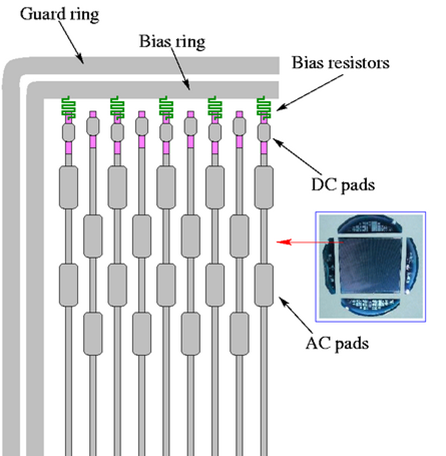 Guard ring
Bias ring
Bias resistors
DC pads
AC pads